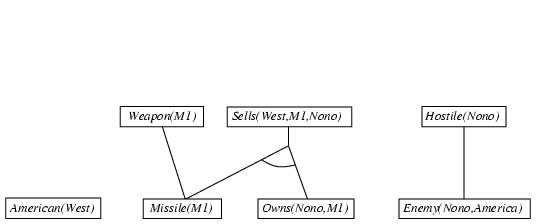 Weapon(M1)
Sells(West,M1,Nono)
Hostile(Nono)
American(West)
Missile(M1)
Owns(Nono,M1)
Enemy(Nono,America)